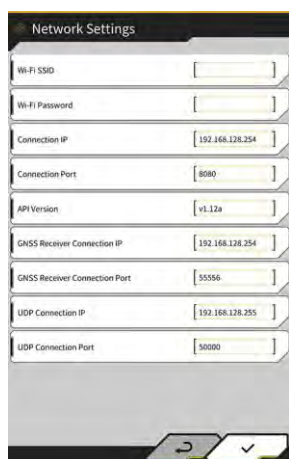 Network Settings
Wi-Fi SSID [ ]
Wi-Fi Password [ ]
Connection IP [ 192.168.128.254 ]
Connection Port [ 8080 ]
API Version [ v1.12a ]
GNSS Receiver Connection IP [ 192.168.128.254 ]
GNSS Receiver Connection Port [ 55556 ]
UDP Connection IP [ 192.168.128.255 ]
UDP Connection Port [ 50000 ]